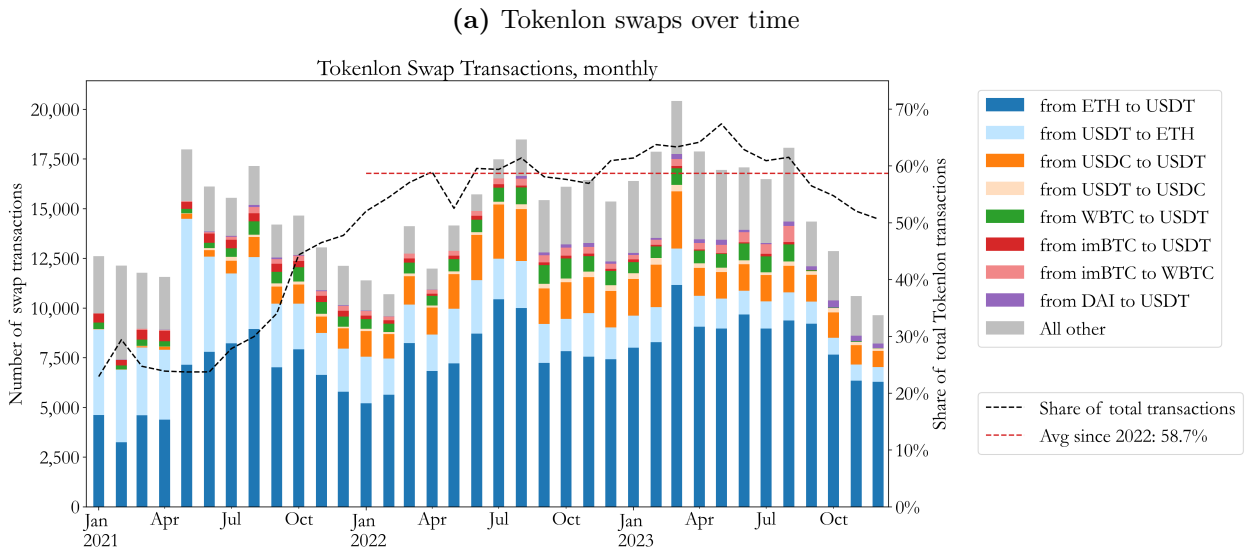 (a) Tokenlon swaps over time
Tokenlon Swap Transactions, monthly
Number of swap transactions
20,000
17,500
15,000
12,500
10,000
7,500
5,000
2,500
0
Jan
2021
Apr
Jul
Oct
Jan
2022
Apr
Jul
Oct
Jan
2023
Apr
Jul
Oct
70%
60%
50%
40%
30%
20%
10%
0%
Share of total Tokenlon transactions
from ETH to USDT
from USDT to ETH
from USDC to USDT
from USDT to USDC
from WBTC to USDT
from imBTC to USDT
from imBTC to WBTC
from DAI to USDT
All other
Share of total transactions
Avg since 2022: 58.7%